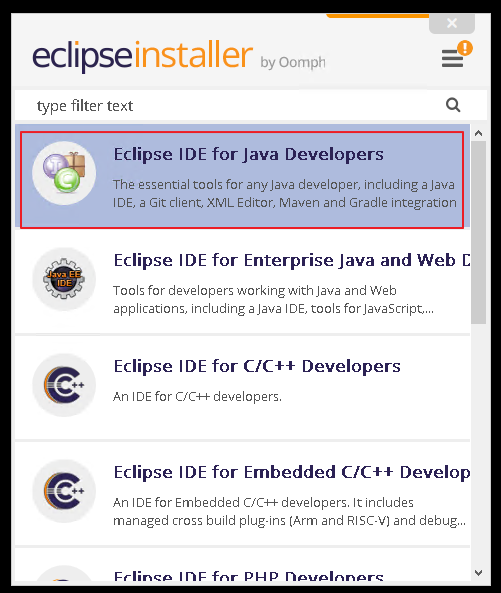 eclipseinstaller by Oomph
!
type filter text
Eclipse IDE for Java Developers
The essential tools for any Java developer, including a Java
IDE, a Git client, XML Editor, Maven and Gradle integration
Java EE
IDE
Eclipse IDE for Enterprise Java and Web D
Tools for developers working with Java and Web
applications, including a Java IDE, tools for JavaScript,...
C++
Eclipse IDE for C/C++ Developers
An IDE for C/C++ developers.
C++
Eclipse IDE for Embedded C/C++ Develop
An IDE for Embedded C/C++ developers. It includes
managed cross build plug-ins (Arm and RISC-V) and debug...
Eclipse IDE for PHP Developers